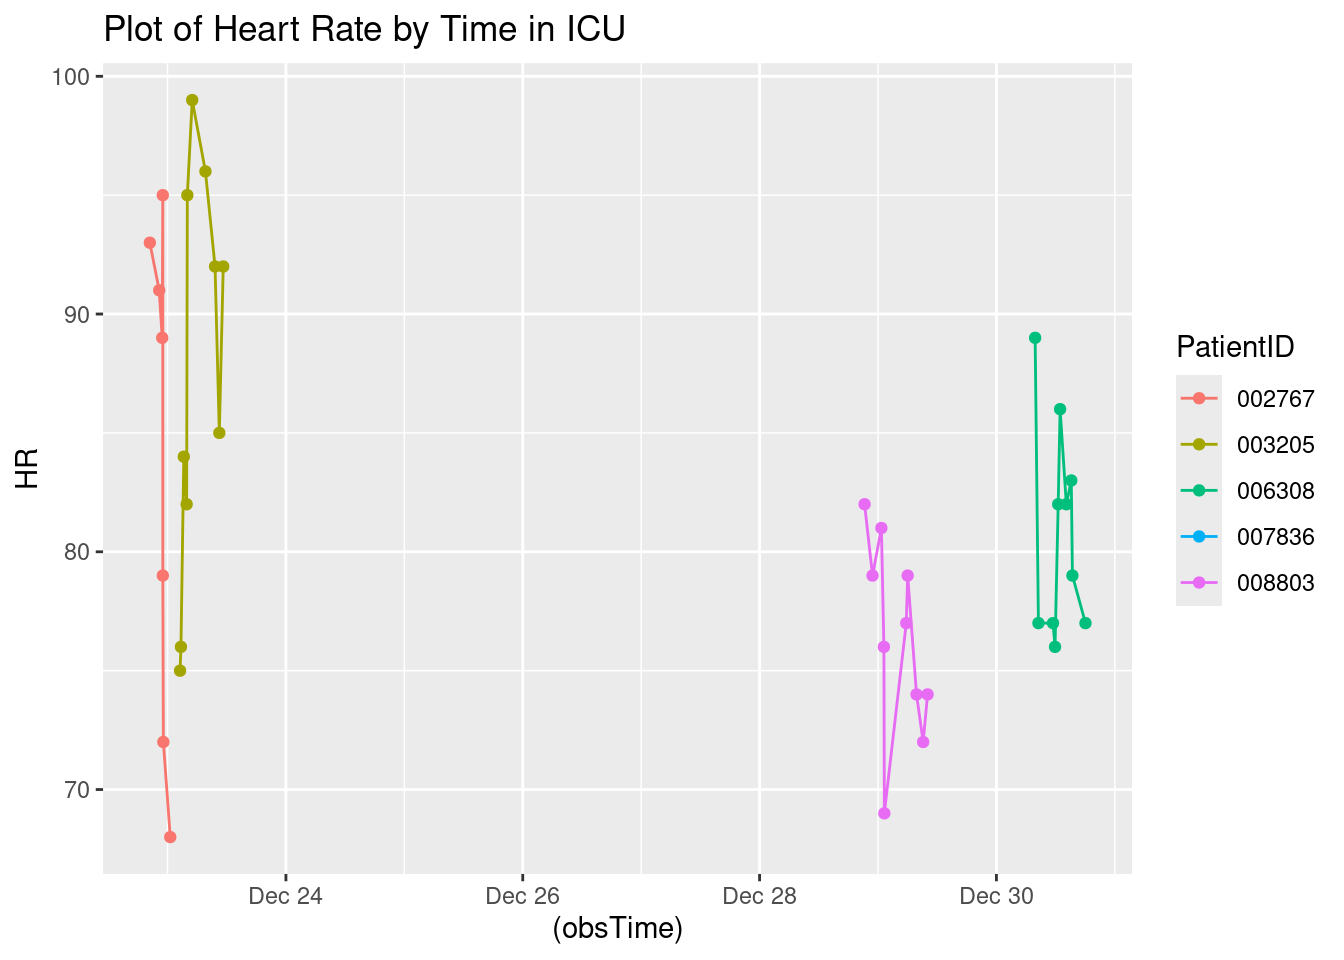 Plot of Heart Rate by Time in ICU
100
90
80
70
HR
Dec 24
Dec 26
Dec 28
Dec 30
(obsTime)
PatientID
002767
003205
006308
007836
008803